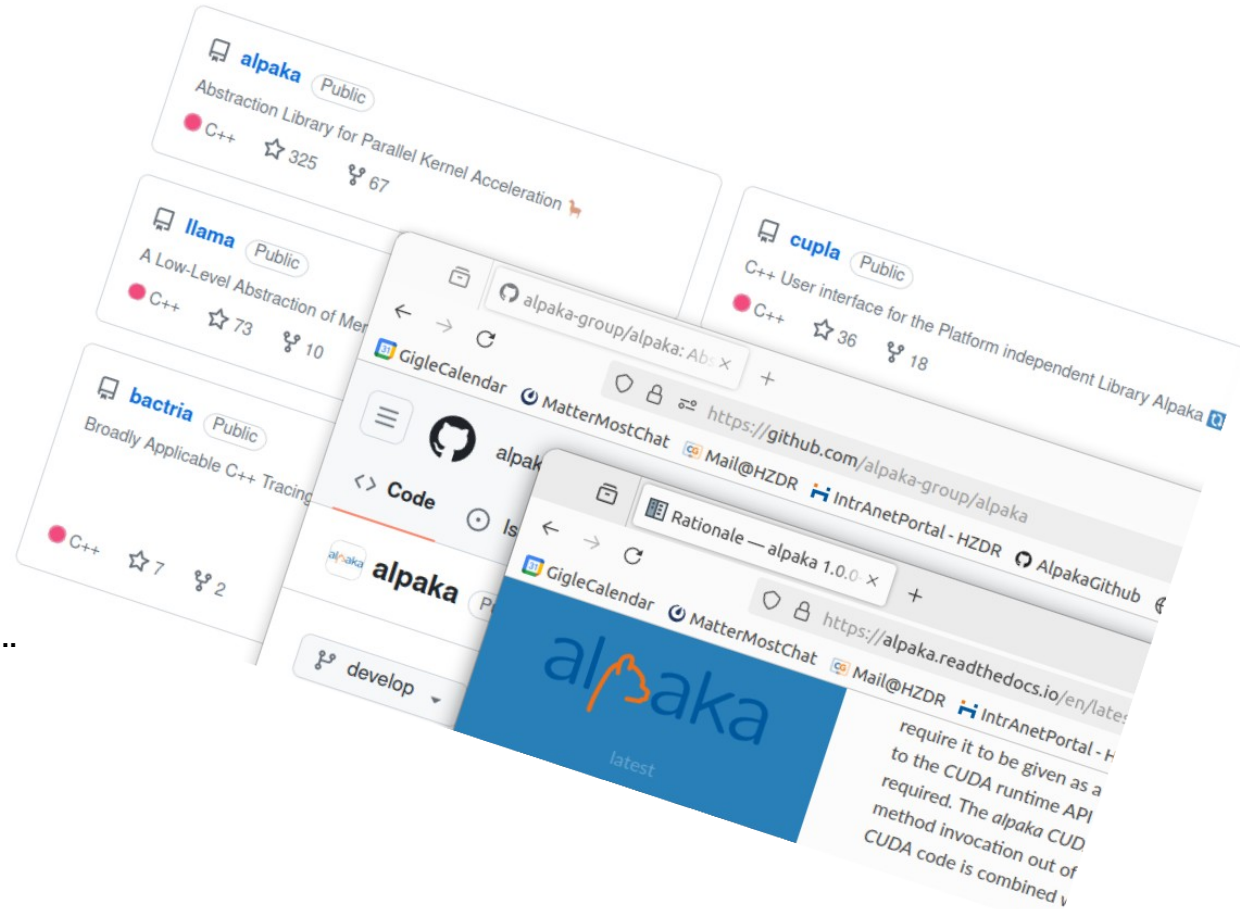 alpaka Public
Abstraction Library for Parallel Kernel Acceleration
C++ 325 67
llama Public
A Low-Level Abstraction of Mer
C++ 73 10
bactria Public
Broadly Applicable C++ Tracing
C++ 7 2
cupla Public
C++ User interface for the Platform independent Library Alpaka
C++ 36 18
alpaka-group/alpaka: Abs
https://github.com/alpaka-group/alpaka
GigleCalendar MatterMostChat Mail@HZDR IntrAnetPortal - HZDR AlpakaGithub
alpak
Code Is
alpaka
develop
Rationale — alpaka 1.0.0-
https://alpaka.readthedocs.io/en/lates
GigleCalendar MatterMostChat Mail@HZDR IntrAnetPortal - H
alpaka
latest
require it to be given as a
to the CUDA runtime API
required. The alpaka CUD
method invocation out of
CUDA code is combined w
..